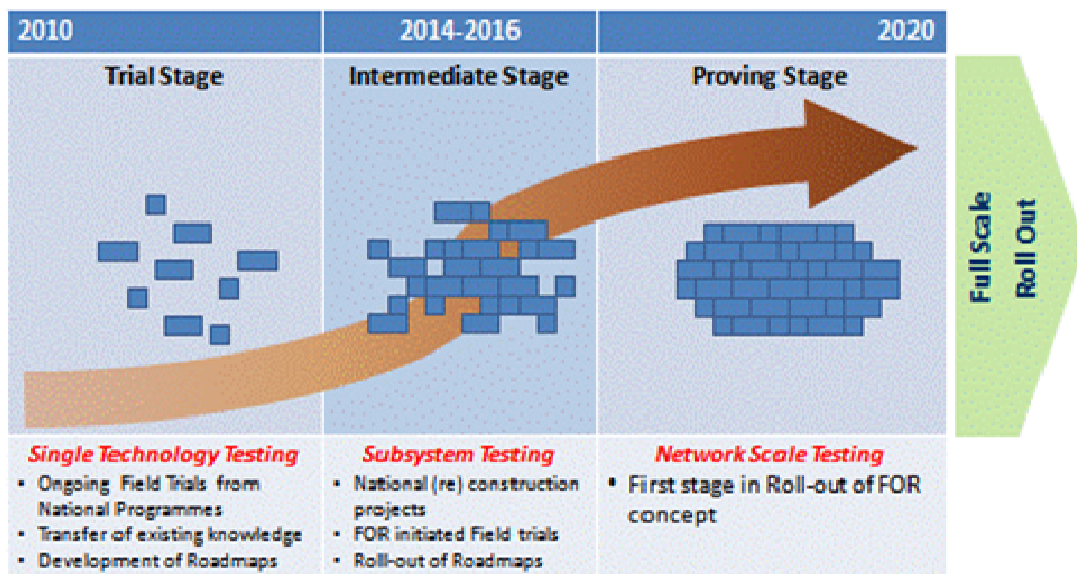 2010
2014-2016
2020
Trial Stage
Intermediate Stage
Proving Stage
Full Scale
Roll Out
Single Technology Testing
• Ongoing Field Trials from
National Programmes
• Transfer of existing knowledge
• Development of Roadmaps
Subsystem Testing
• National (re) construction
projects
• FOR initiated Field trials
• Roll-out of Roadmaps
Network Scale Testing
• First stage in Roll-out of FOR
concept